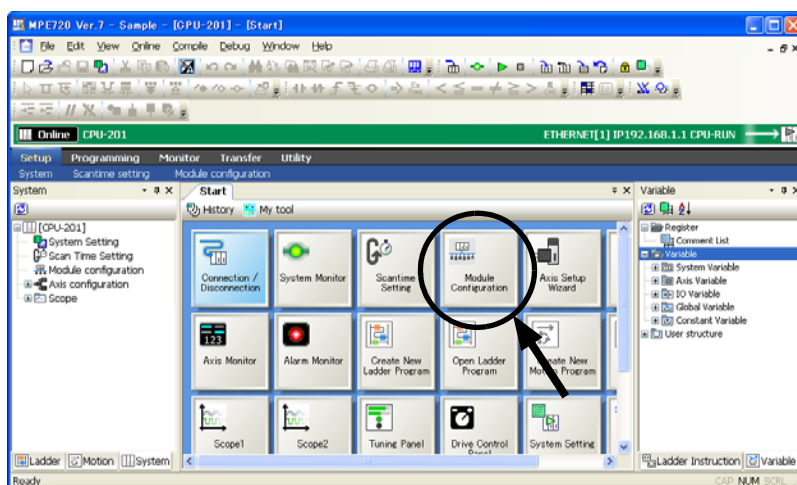 MPE720 Ver.7 - Sample - [CPU-201] - [Start]
File Edit View Online Compile Debug Window Help
Online CPU-201 ETHERNET[1] IP192.168.1.1 CPU-RUN
Setup Programming Monitor Transfer Utility
System Scantime setting Module configuration
System
[CPU-201]
System Setting
Scan Time Setting
Module configuration
Axis configuration
Scope
Ladder Motion System
Start
History My tool
Connection / Disconnection
System Monitor
Scantime Setting
Module Configuration
Axis Setup Wizard
123
Axis Monitor
Alarm Monitor
Create New Ladder Program
Open Ladder Program
Create New Motion Program
Scope1
Scope2
Tuning Panel
Drive Control Panel
System Setting
Variable
Register
Comment List
Variable
System Variable
Axis Variable
IO Variable
Global Variable
Constant Variable
User structure
Ladder Instruction Variable
Ready CAP NUM SCRL